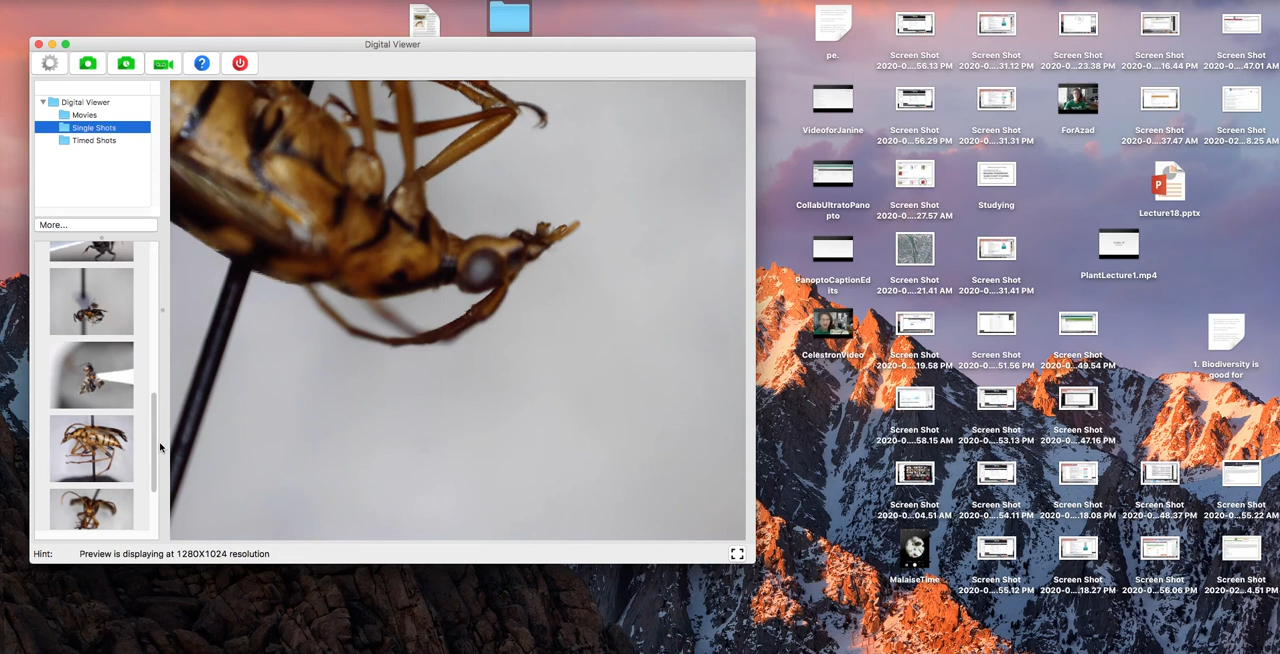 Digital Viewer
Digital Viewer
Movies
Single Shots
Timed Shots
More...
Hint: Preview is displaying at 1280X1024 resolution
pe.
Screen Shot
2020-0....56.13 PM
Screen Shot
2020-0....31.12 PM
Screen Shot
2020-0....23.38 PM
Screen Shot
2020-0....16.44 PM
Screen Shot
2020-0....47.01 AM
VideoforJanine
Screen Shot
2020-0....56.29 PM
Screen Shot
2020-0....31.31 PM
ForAzad
Screen Shot
2020-0....37.47 AM
Screen Shot
2020-02...8.25 AM
CollabUltratoPano
pto
Screen Shot
2020-0....27.57 AM
Studying
Lecture18.pptx
PanoptoCaptionEd
its
Screen Shot
2020-0....21.41 AM
Screen Shot
2020-0....31.41 PM
PlantLecture1.mp4
CelestronVideo
Screen Shot
2020-0....19.58 PM
Screen Shot
2020-0....51.56 PM
Screen Shot
2020-0....49.54 PM
1. Biodiversity is
good for
Screen Shot
2020-0....58.15 AM
Screen Shot
2020-0....53.13 PM
Screen Shot
2020-0....47.16 PM
Screen Shot
2020-0....04.51 AM
Screen Shot
2020-0....54.11 PM
Screen Shot
2020-0....18.08 PM
Screen Shot
2020-0....48.37 PM
Screen Shot
2020-0....55.22 AM
MalaiseTime
Screen Shot
2020-0....55.12 PM
Screen Shot
2020-0....18.27 PM
Screen Shot
2020-0....56.06 PM
Screen Shot
2020-02...4.51 PM